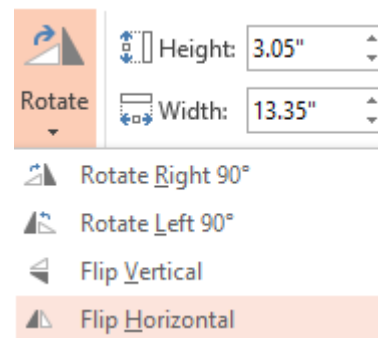 Height: 3.05"
Rotate
Width: 13.35"
Rotate Right 90°
Rotate Left 90°
Flip Vertical
Flip Horizontal